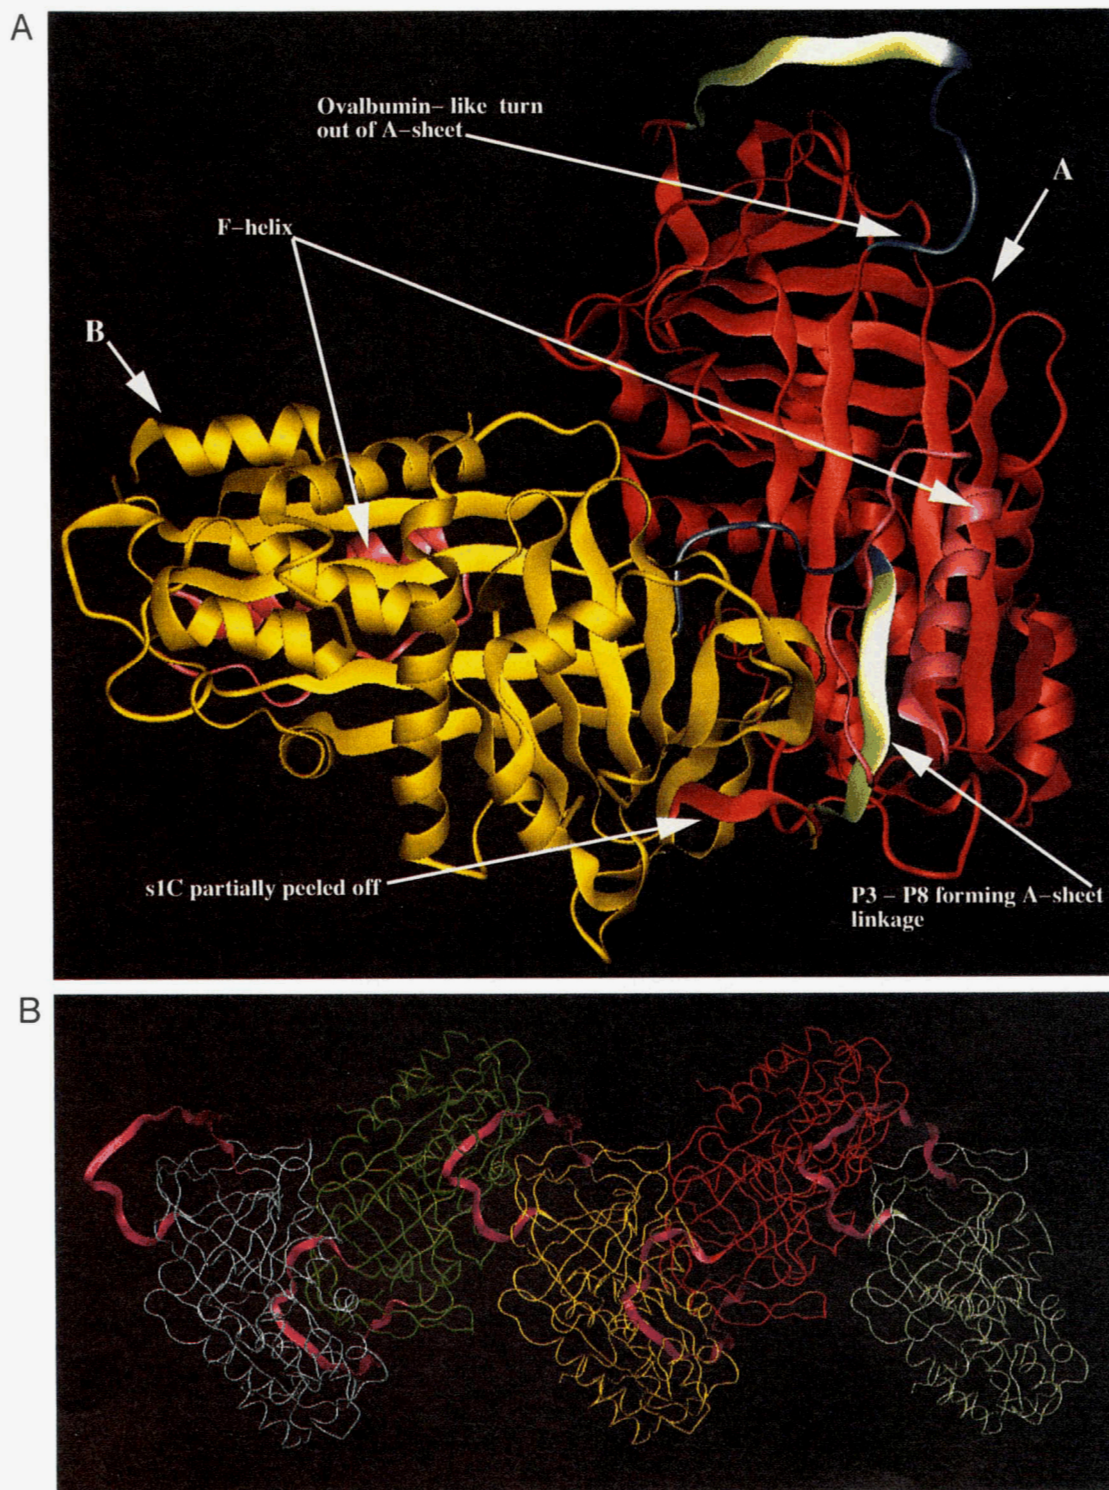 A
Ovalbumin– like turn
out of A–sheet
A
F–helix
B
s1C partially peeled off
P3 – P8 forming A–sheet
linkage
B